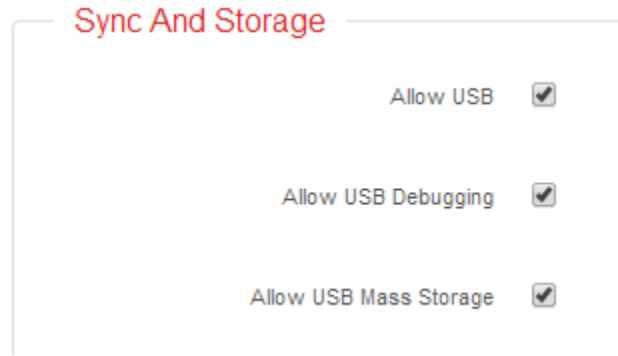 Sync And Storage
Allow USB
Allow USB Debugging
Allow USB Mass Storage